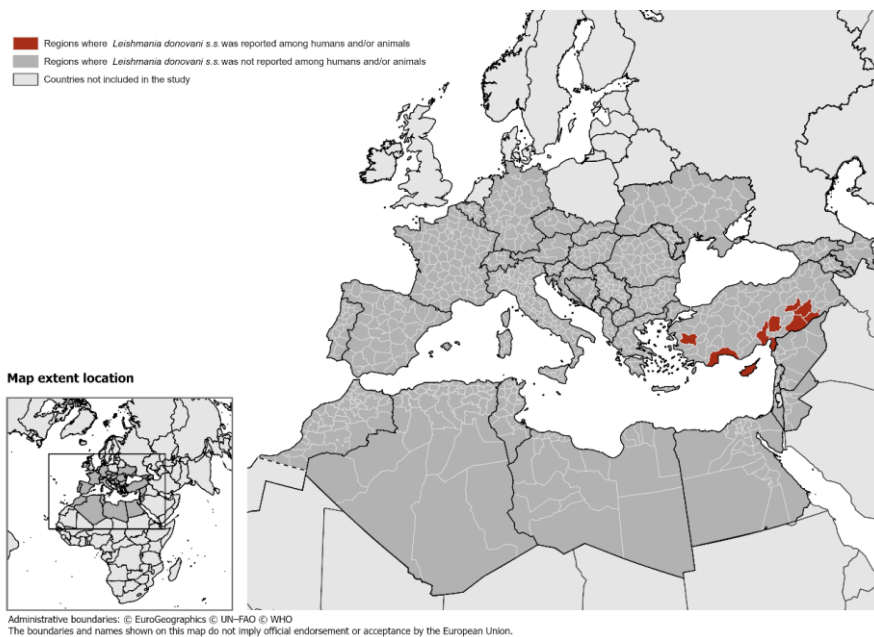 Regions where Leishmania donovani s.s. was reported among humans and/or animals
Regions where Leishmania donovani s.s. was not reported among humans and/or animals
Countries not included in the study
Map extent location
Administrative boundaries: © EuroGeographics © UN–FAO © WHO
The boundaries and names shown on this map do not imply official endorsement or acceptance by the European Union.